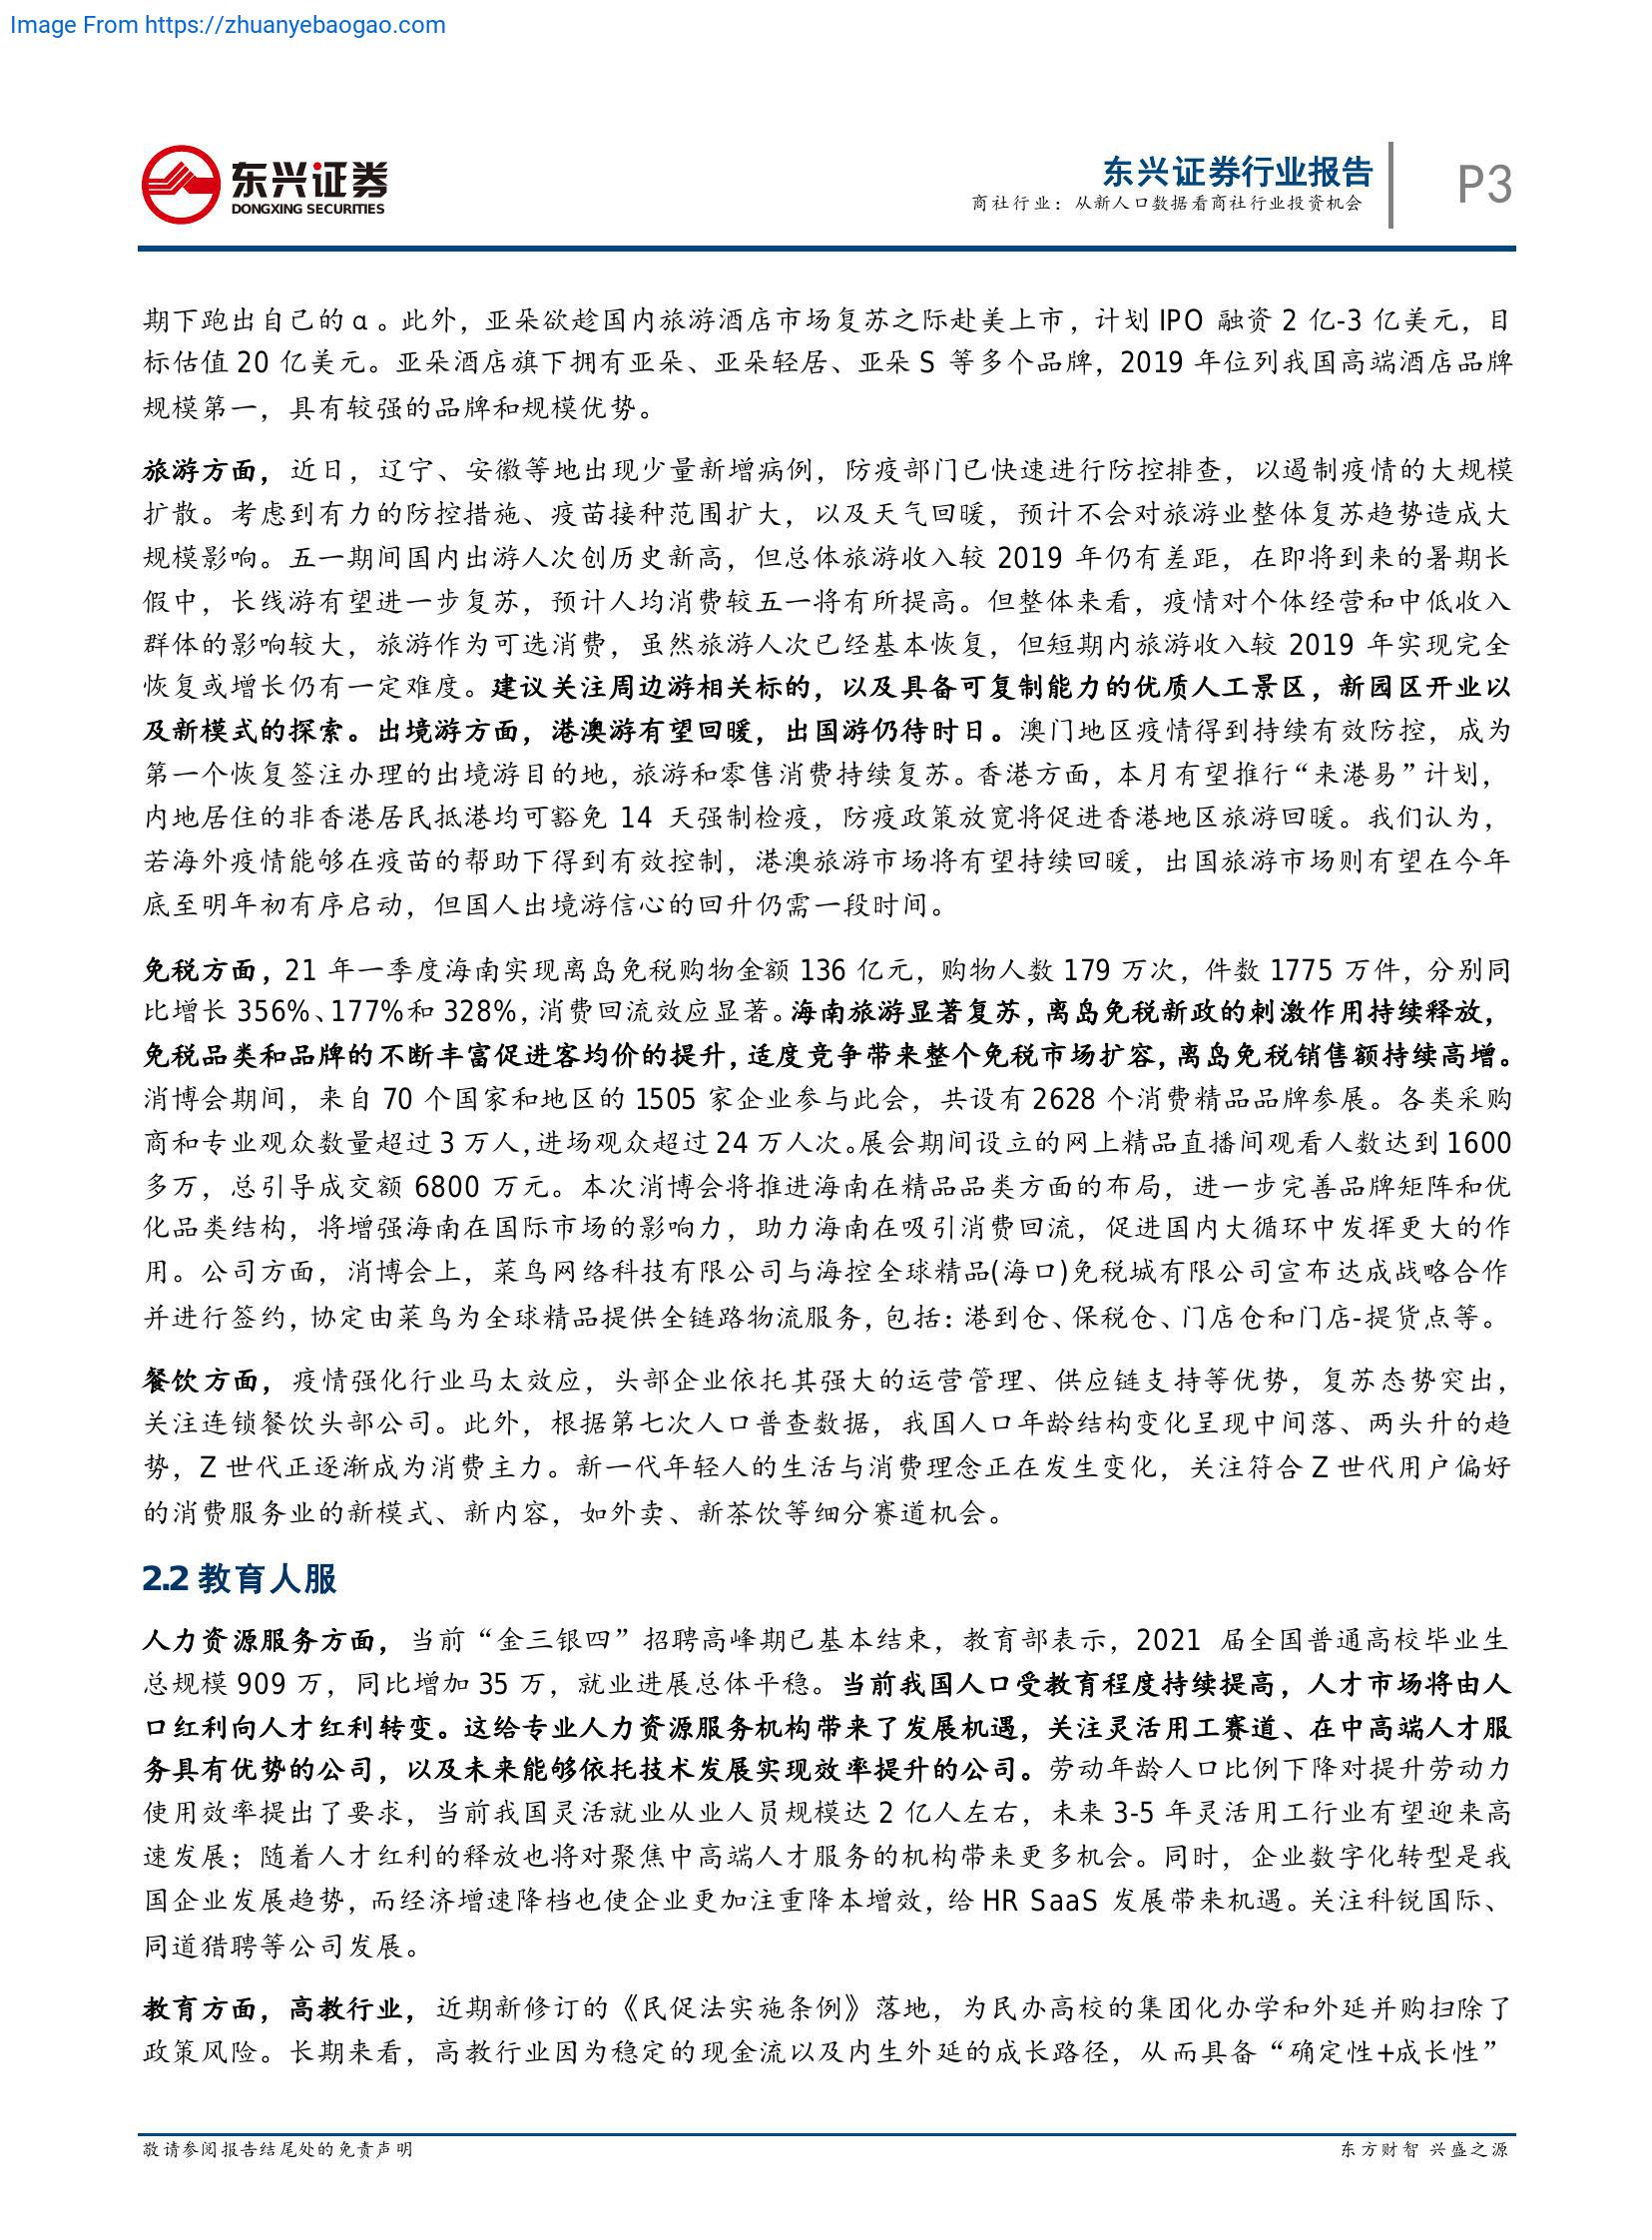 Image From https://zhuanyebaogao.com
东兴证券
DONGXING SECURITIES
东兴证券行业报告
商社行业：从新人口数据看商社行业投资机会
P3
期下跑出自己的α。此外，亚朵欲趁国内旅游酒店市场复苏之际赴美上市，计划 IPO 融资 2 亿-3 亿美元，目
标估值 20 亿美元。亚朵酒店旗下拥有亚朵、亚朵轻居、亚朵 S 等多个品牌，2019 年位列我国高端酒店品牌
规模第一，具有较强的品牌和规模优势。
旅游方面，近日，辽宁、安徽等地出现少量新增病例，防疫部门已快速进行防控排查，以遏制疫情的大规模
扩散。考虑到有力的防控措施、疫苗接种范围扩大，以及天气回暖，预计不会对旅游业整体复苏趋势造成大
规模影响。五一期间国内出游人次创历史新高，但总体旅游收入较 2019 年仍有差距，在即将到来的暑期长
假中，长线游有望进一步复苏，预计人均消费较五一将有所提高。但整体来看，疫情对个体经营和中低收入
群体的影响较大，旅游作为可选消费，虽然旅游人次已经基本恢复，但短期内旅游收入较 2019 年实现完全
恢复或增长仍有一定难度。建议关注周边游相关标的，以及具备可复制能力的优质人工景区，新园区开业以
及新模式的探索。出境游方面，港澳游有望回暖，出国游仍待时日。澳门地区疫情得到持续有效防控，成为
第一个恢复签注办理的出境游目的地，旅游和零售消费持续复苏。香港方面，本月有望推行“来港易”计划，
内地居住的非香港居民抵港均可豁免 14 天强制检疫，防疫政策放宽将促进香港地区旅游回暖。我们认为，
若海外疫情能够在疫苗的帮助下得到有效控制，港澳旅游市场将有望持续回暖，出国旅游市场则有望在今年
底至明年初有序启动，但国人出境游信心的回升仍需一段时间。
免税方面，21 年一季度海南实现离岛免税购物金额 136 亿元，购物人数 179 万次，件数 1775 万件，分别同
比增长 356%、177%和 328%，消费回流效应显著。海南旅游显著复苏，离岛免税新政的刺激作用持续释放，
免税品类和品牌的不断丰富促进客均价的提升，适度竞争带来整个免税市场扩容，离岛免税销售额持续高增。
消博会期间，来自 70 个国家和地区的 1505 家企业参与此会，共设有 2628 个消费精品品牌参展。各类采购
商和专业观众数量超过 3 万人，进场观众超过 24 万人次。展会期间设立的网上精品直播间观看人数达到 1600
多万，总引导成交额 6800 万元。本次消博会将推进海南在精品品类方面的布局，进一步完善品牌矩阵和优
化品类结构，将增强海南在国际市场的影响力，助力海南在吸引消费回流，促进国内大循环中发挥更大的作
用。公司方面，消博会上，菜鸟网络科技有限公司与海控全球精品(海口)免税城有限公司宣布达成战略合作
并进行签约，协定由菜鸟为全球精品提供全链路物流服务，包括：港到仓、保税仓、门店仓和门店-提货点等。
餐饮方面，疫情强化行业马太效应，头部企业依托其强大的运营管理、供应链支持等优势，复苏态势突出，
关注连锁餐饮头部公司。此外，根据第七次人口普查数据，我国人口年龄结构变化呈现中间落、两头升的趋
势，Z 世代正逐渐成为消费主力。新一代年轻人的生活与消费理念正在发生变化，关注符合 Z 世代用户偏好
的消费服务业的新模式、新内容，如外卖、新茶饮等细分赛道机会。
2.2 教育人服
人力资源服务方面，当前“金三银四”招聘高峰期已基本结束，教育部表示，2021 届全国普通高校毕业生
总规模 909 万，同比增加 35 万，就业进展总体平稳。当前我国人口受教育程度持续提高，人才市场将由人
口红利向人才红利转变。这给专业人力资源服务机构带来了发展机遇，关注灵活用工赛道、在中高端人才服
务具有优势的公司，以及未来能够依托技术发展实现效率提升的公司。劳动年龄人口比例下降对提升劳动力
使用效率提出了要求，当前我国灵活就业从业人员规模达 2 亿人左右，未来 3-5 年灵活用工行业有望迎来高
速发展；随着人才红利的释放也将对聚焦中高端人才服务的机构带来更多机会。同时，企业数字化转型是我
国企业发展趋势，而经济增速降档也使企业更加注重降本增效，给 HR SaaS 发展带来机遇。关注科锐国际、
同道猎聘等公司发展。
教育方面，高教行业，近期新修订的《民促法实施条例》落地，为民办高校的集团化办学和外延并购扫除了
政策风险。长期来看，高教行业因为稳定的现金流以及内生外延的成长路径，从而具备“确定性+成长性”
敬请参阅报告结尾处的免责声明
东方财智 兴盛之源